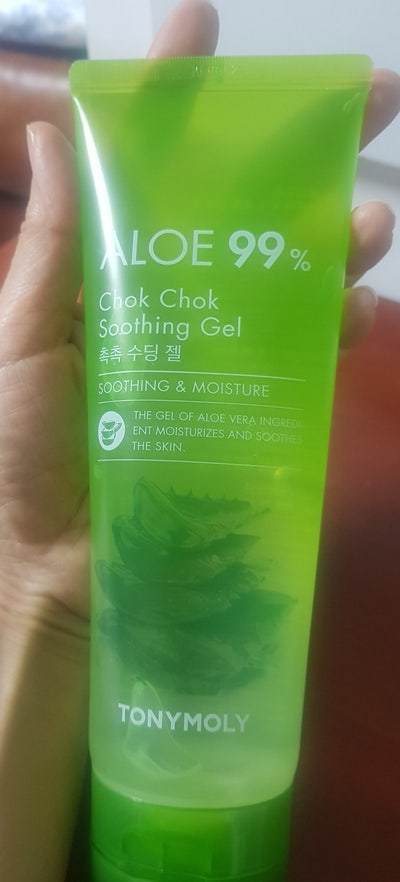 ALOE 99%
Chok Chok
Soothing Gel
촉촉 수딩 젤
SOOTHING & MOISTURE
THE GEL OF ALOE VERA INGREDI-
ENT MOISTURIZES AND SOOTHES
THE SKIN.
TONYMOLY